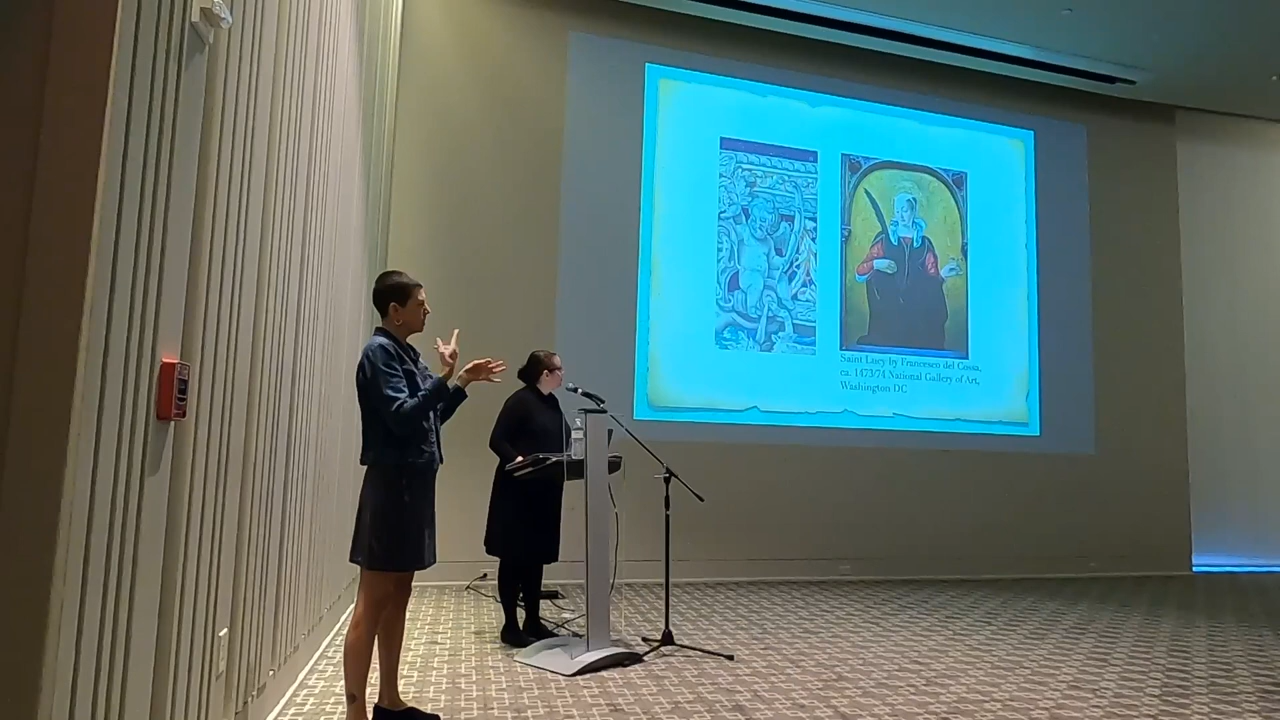 Saint Lucy by Francesco del Cossa,
ca. 1473/74 National Gallery of Art,
Washington DC